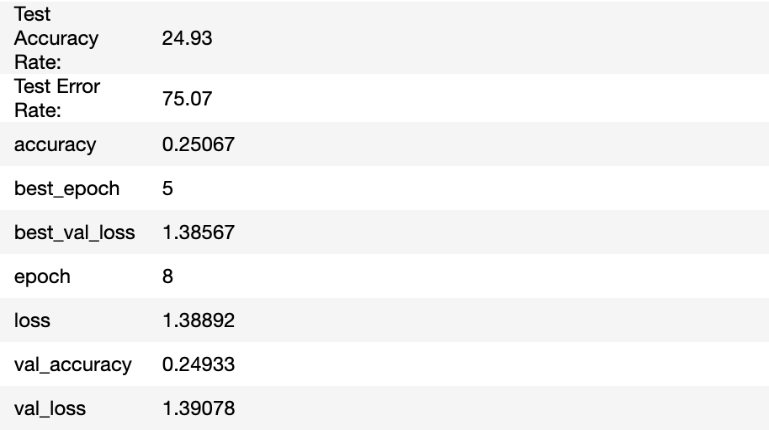 Test
Accuracy
Rate:
24.93
Test Error
Rate:
75.07
accuracy 0.25067
best_epoch 5
best_val_loss 1.38567
epoch 8
loss 1.38892
val_accuracy 0.24933
val_loss 1.39078